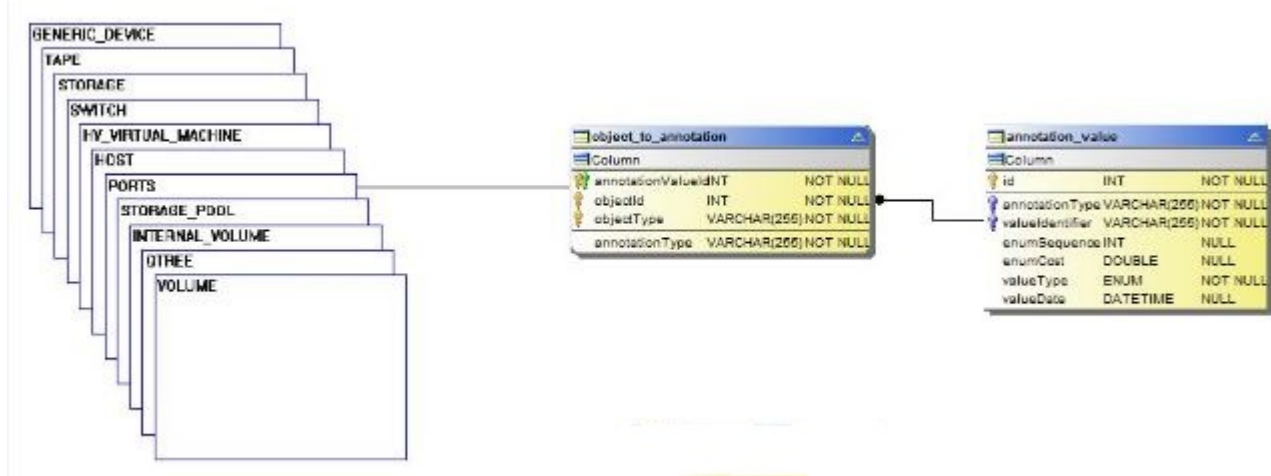 GENERIC_DEVICE
TAPE
STORAGE
SWITCH
HV_VIRTUAL_MACHINE
HOST
PORTS
STORAGE_POOL
INTERNAL_VOLUME
QTREE
VOLUME
object_to_annotation
Column
annotationValueId INT NOT NULL
objectId INT NOT NULL
objectType VARCHAR(255) NOT NULL
annotationType VARCHAR(255) NOT NULL
annotation_value
Column
id INT NOT NULL
annotationType VARCHAR(255) NOT NULL
valueIdentifier VARCHAR(255) NOT NULL
enumSequence INT NULL
enumCost DOUBLE NULL
valueType ENUM NOT NULL
valueDate DATETIME NULL